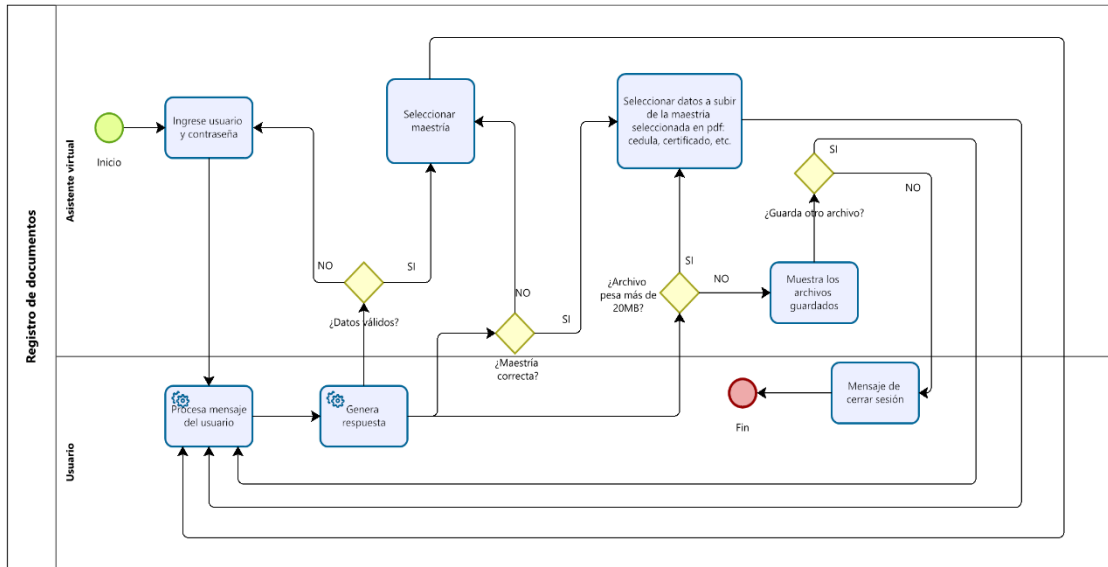 Registro de documentos
Asistente virtual
Usuario
Inicio
Ingrese usuario
y contraseña
NO
¿Datos válidos?
SI
Seleccionar
maestría
NO
¿Maestría
correcta?
SI
Seleccionar datos a subir
de la maestria
seleccionada en pdf:
cedula, certificado, etc.
SI
¿Archivo
pesa más de
20MB?
NO
Muestra los
archivos
guardados
¿Guarda otro archivo?
SI
NO
Procesa mensaje
del usuario
Genera
respuesta
Mensaje de
cerrar sesión
Fin